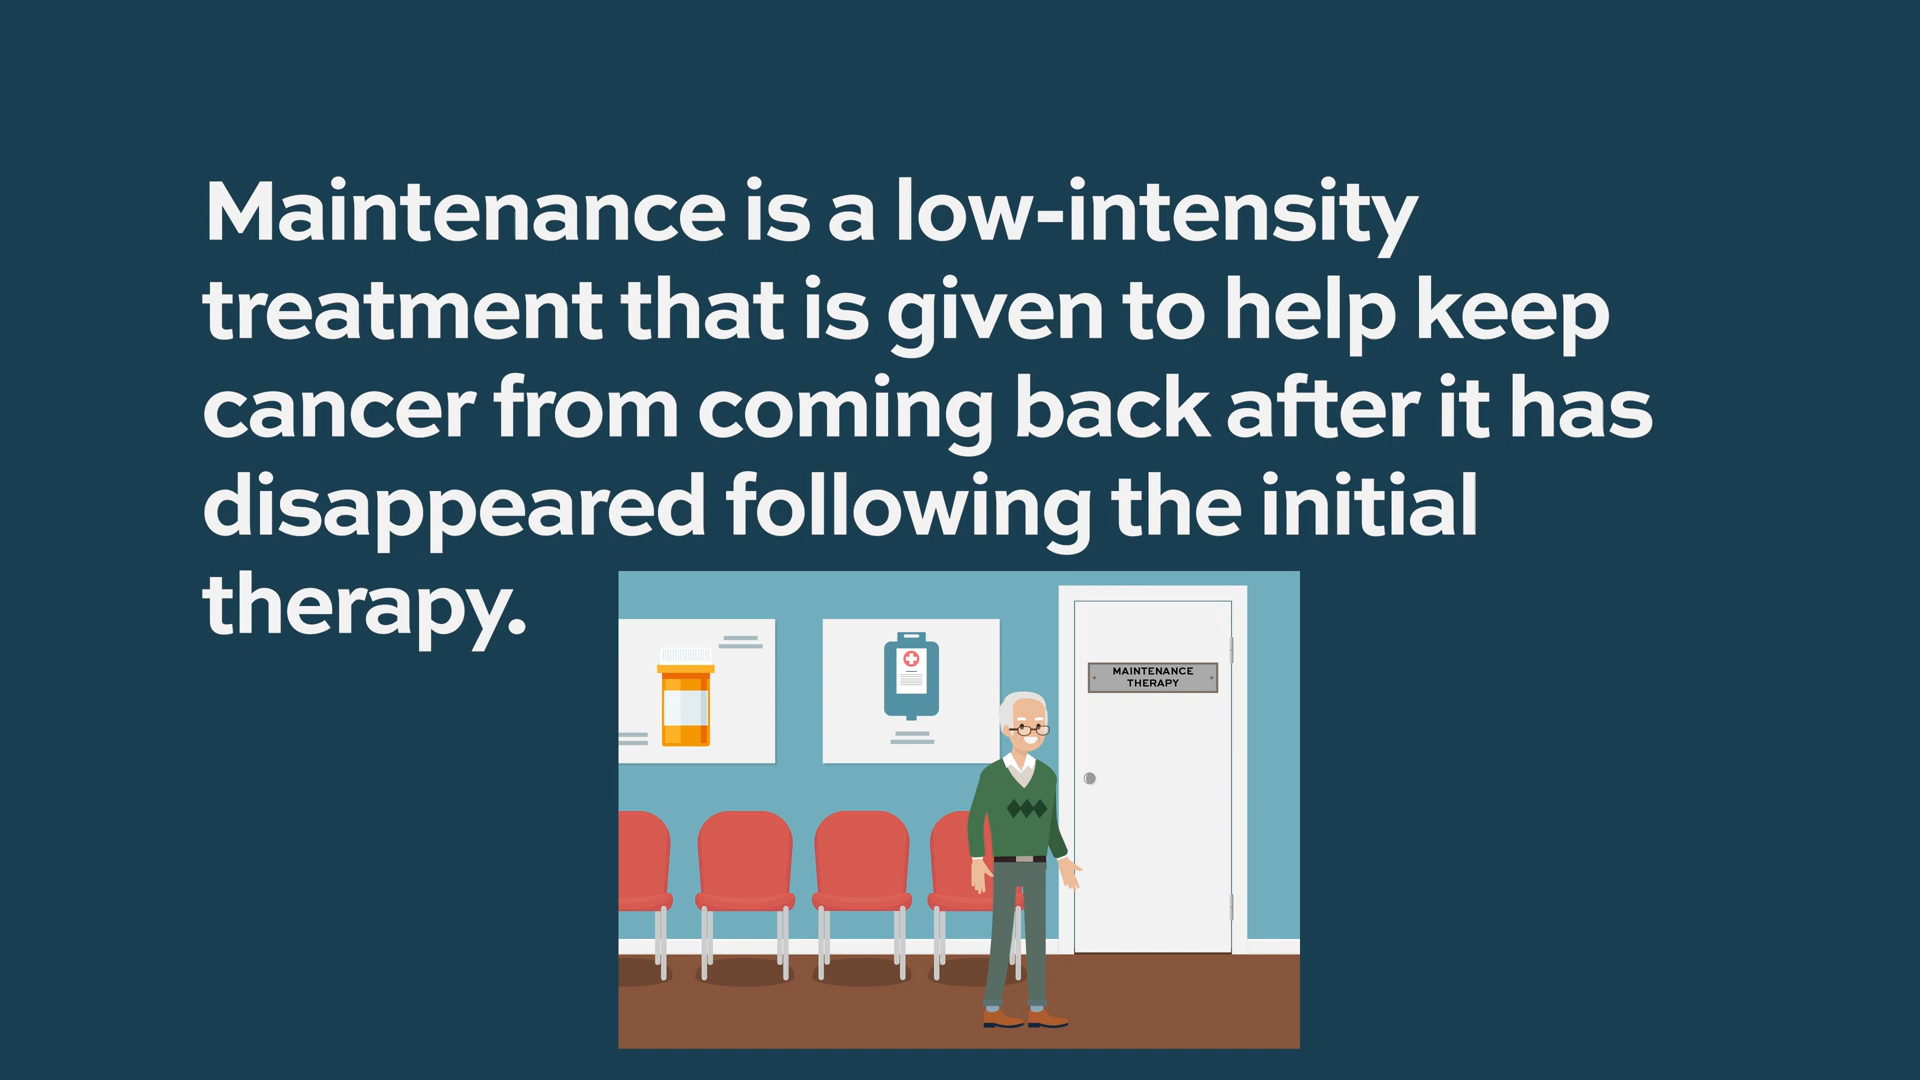 Maintenance is a low-intensity
treatment that is given to help keep
cancer from coming back after it has
disappeared following the initial
therapy.
MAINTENANCE
THERAPY